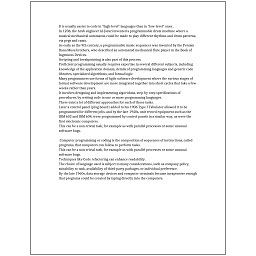 It is usually easier to code in "high level" languages than in "low level" ones.
In 1206, the Arab engineer Al-Jazari invented a programmable drum machine where a
musical mechanical automaton could be made to play different rhythms and drum patterns,
via pegs and cams.
As early as the 9th century, a programmable music sequencer was invented by the Persian
Banu Musa brothers, who described an automated mechanical flute player in the Book of
Ingenious Devices.
Scripting and breakpointing is also part of this process.
Proficient programming usually requires expertise in several different subjects, including
knowledge of the application domain, details of programming languages and generic code
libraries, specialized algorithms, and formal logic.
Many programmers use forms of Agile software development where the various stages of
formal software development are more integrated together into short cycles that take a few
weeks rather than years.
It involves designing and implementing algorithms, step-by-step specifications of
procedures, by writing code in one or more programming languages.
There exist a lot of different approaches for each of those tasks.
Later a control panel (plug board) added to his 1906 Type I Tabulator allowed it to be
programmed for different jobs, and by the late 1940s, unit record equipment such as the
IBM 602 and IBM 604, were programmed by control panels in a similar way, as were the
first electronic computers.
This can be a non-trivial task, for example as with parallel processes or some unusual
software bugs.
Computer programming or coding is the composition of sequences of instructions, called
programs, that computers can follow to perform tasks.
This can be a non-trivial task, for example as with parallel processes or some unusual
software bugs.
Techniques like Code refactoring can enhance readability.
The choice of language used is subject to many considerations, such as company policy,
suitability to task, availability of third-party packages, or individual preference.
By the late 1960s, data storage devices and computer terminals became inexpensive enough that
programs could be created by typing directly into the computers.